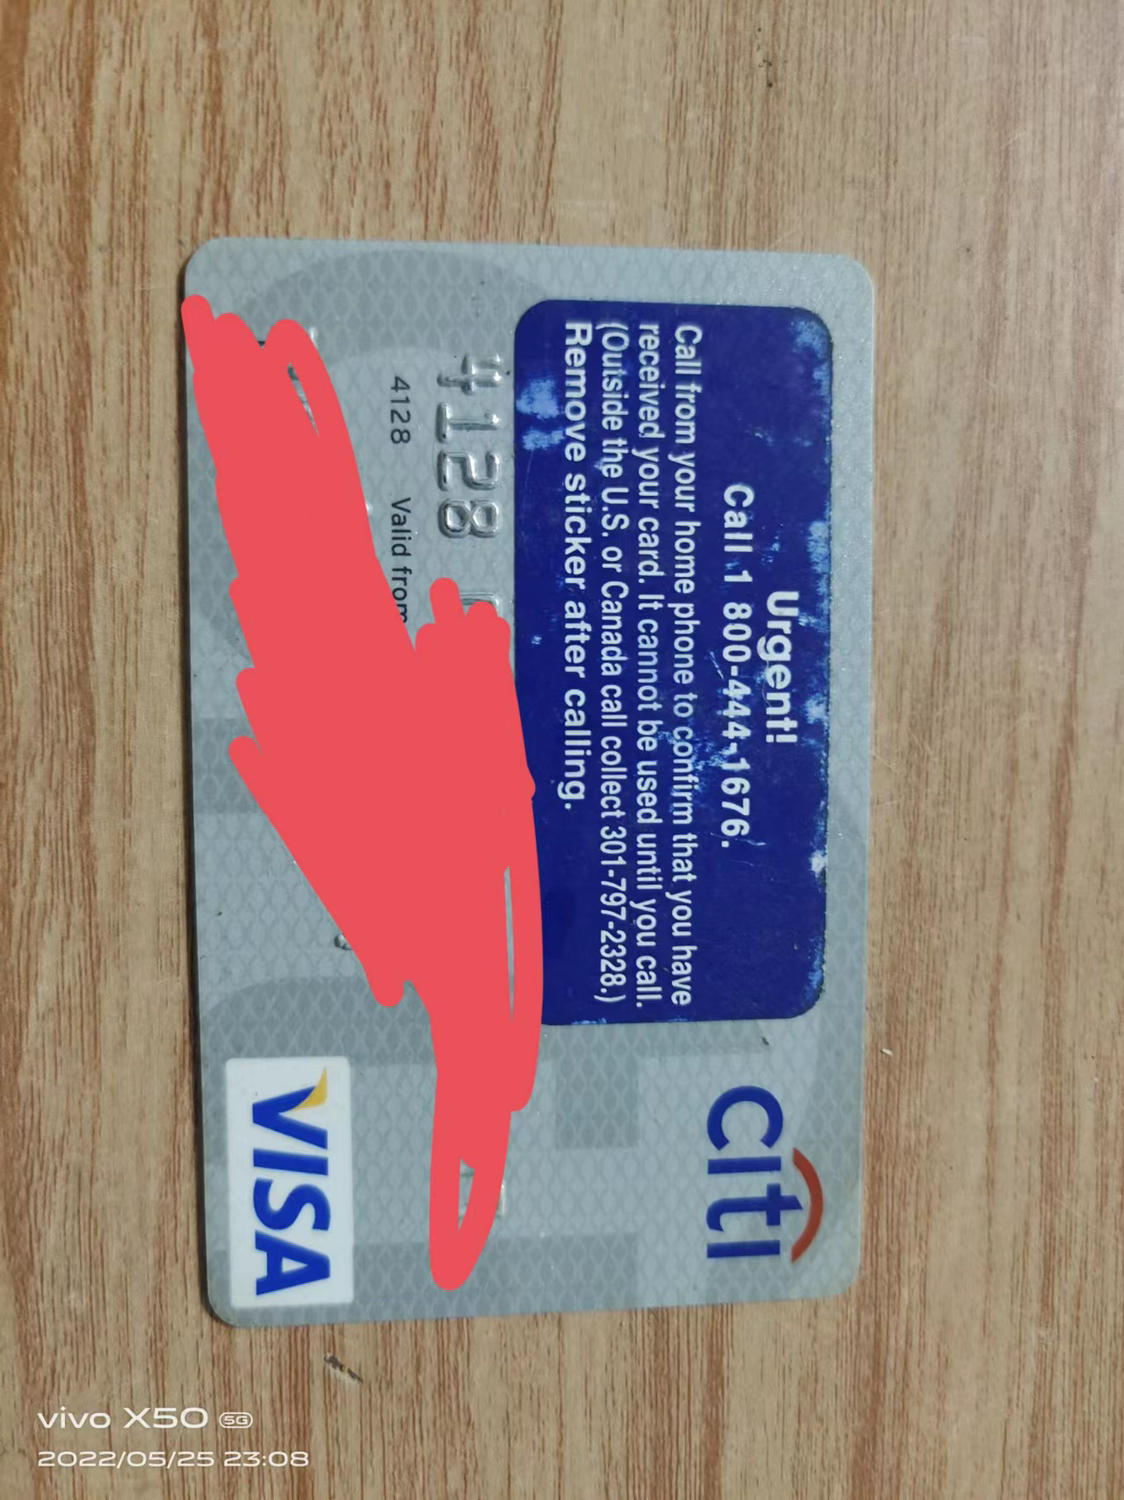 citi
Urgent!
Call 1 800-444-1676.
Call from your home phone to confirm that you have
received your card. It cannot be used until you call.
(Outside the U.S. or Canada call collect 301-797-2328.)
Remove sticker after calling.
4128
4128 Valid from
VISA
vivo X50 5G
2022/05/25 23:08